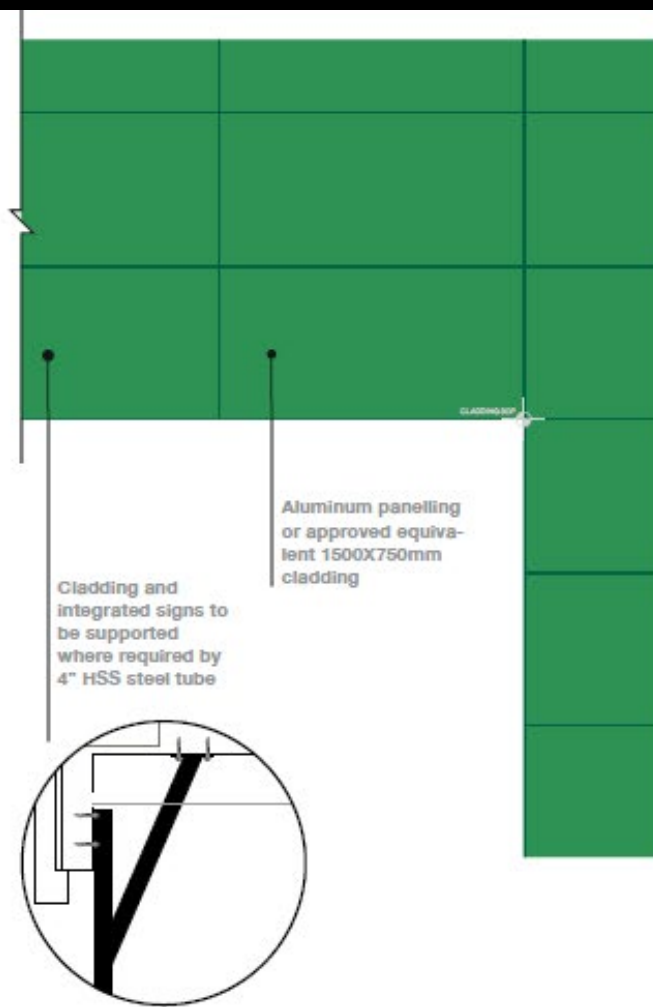 Aluminum panelling
or approved equiva-
lent 1500X750mm
cladding
Cladding and
integrated signs to
be supported
where required by
4" HSS steel tube